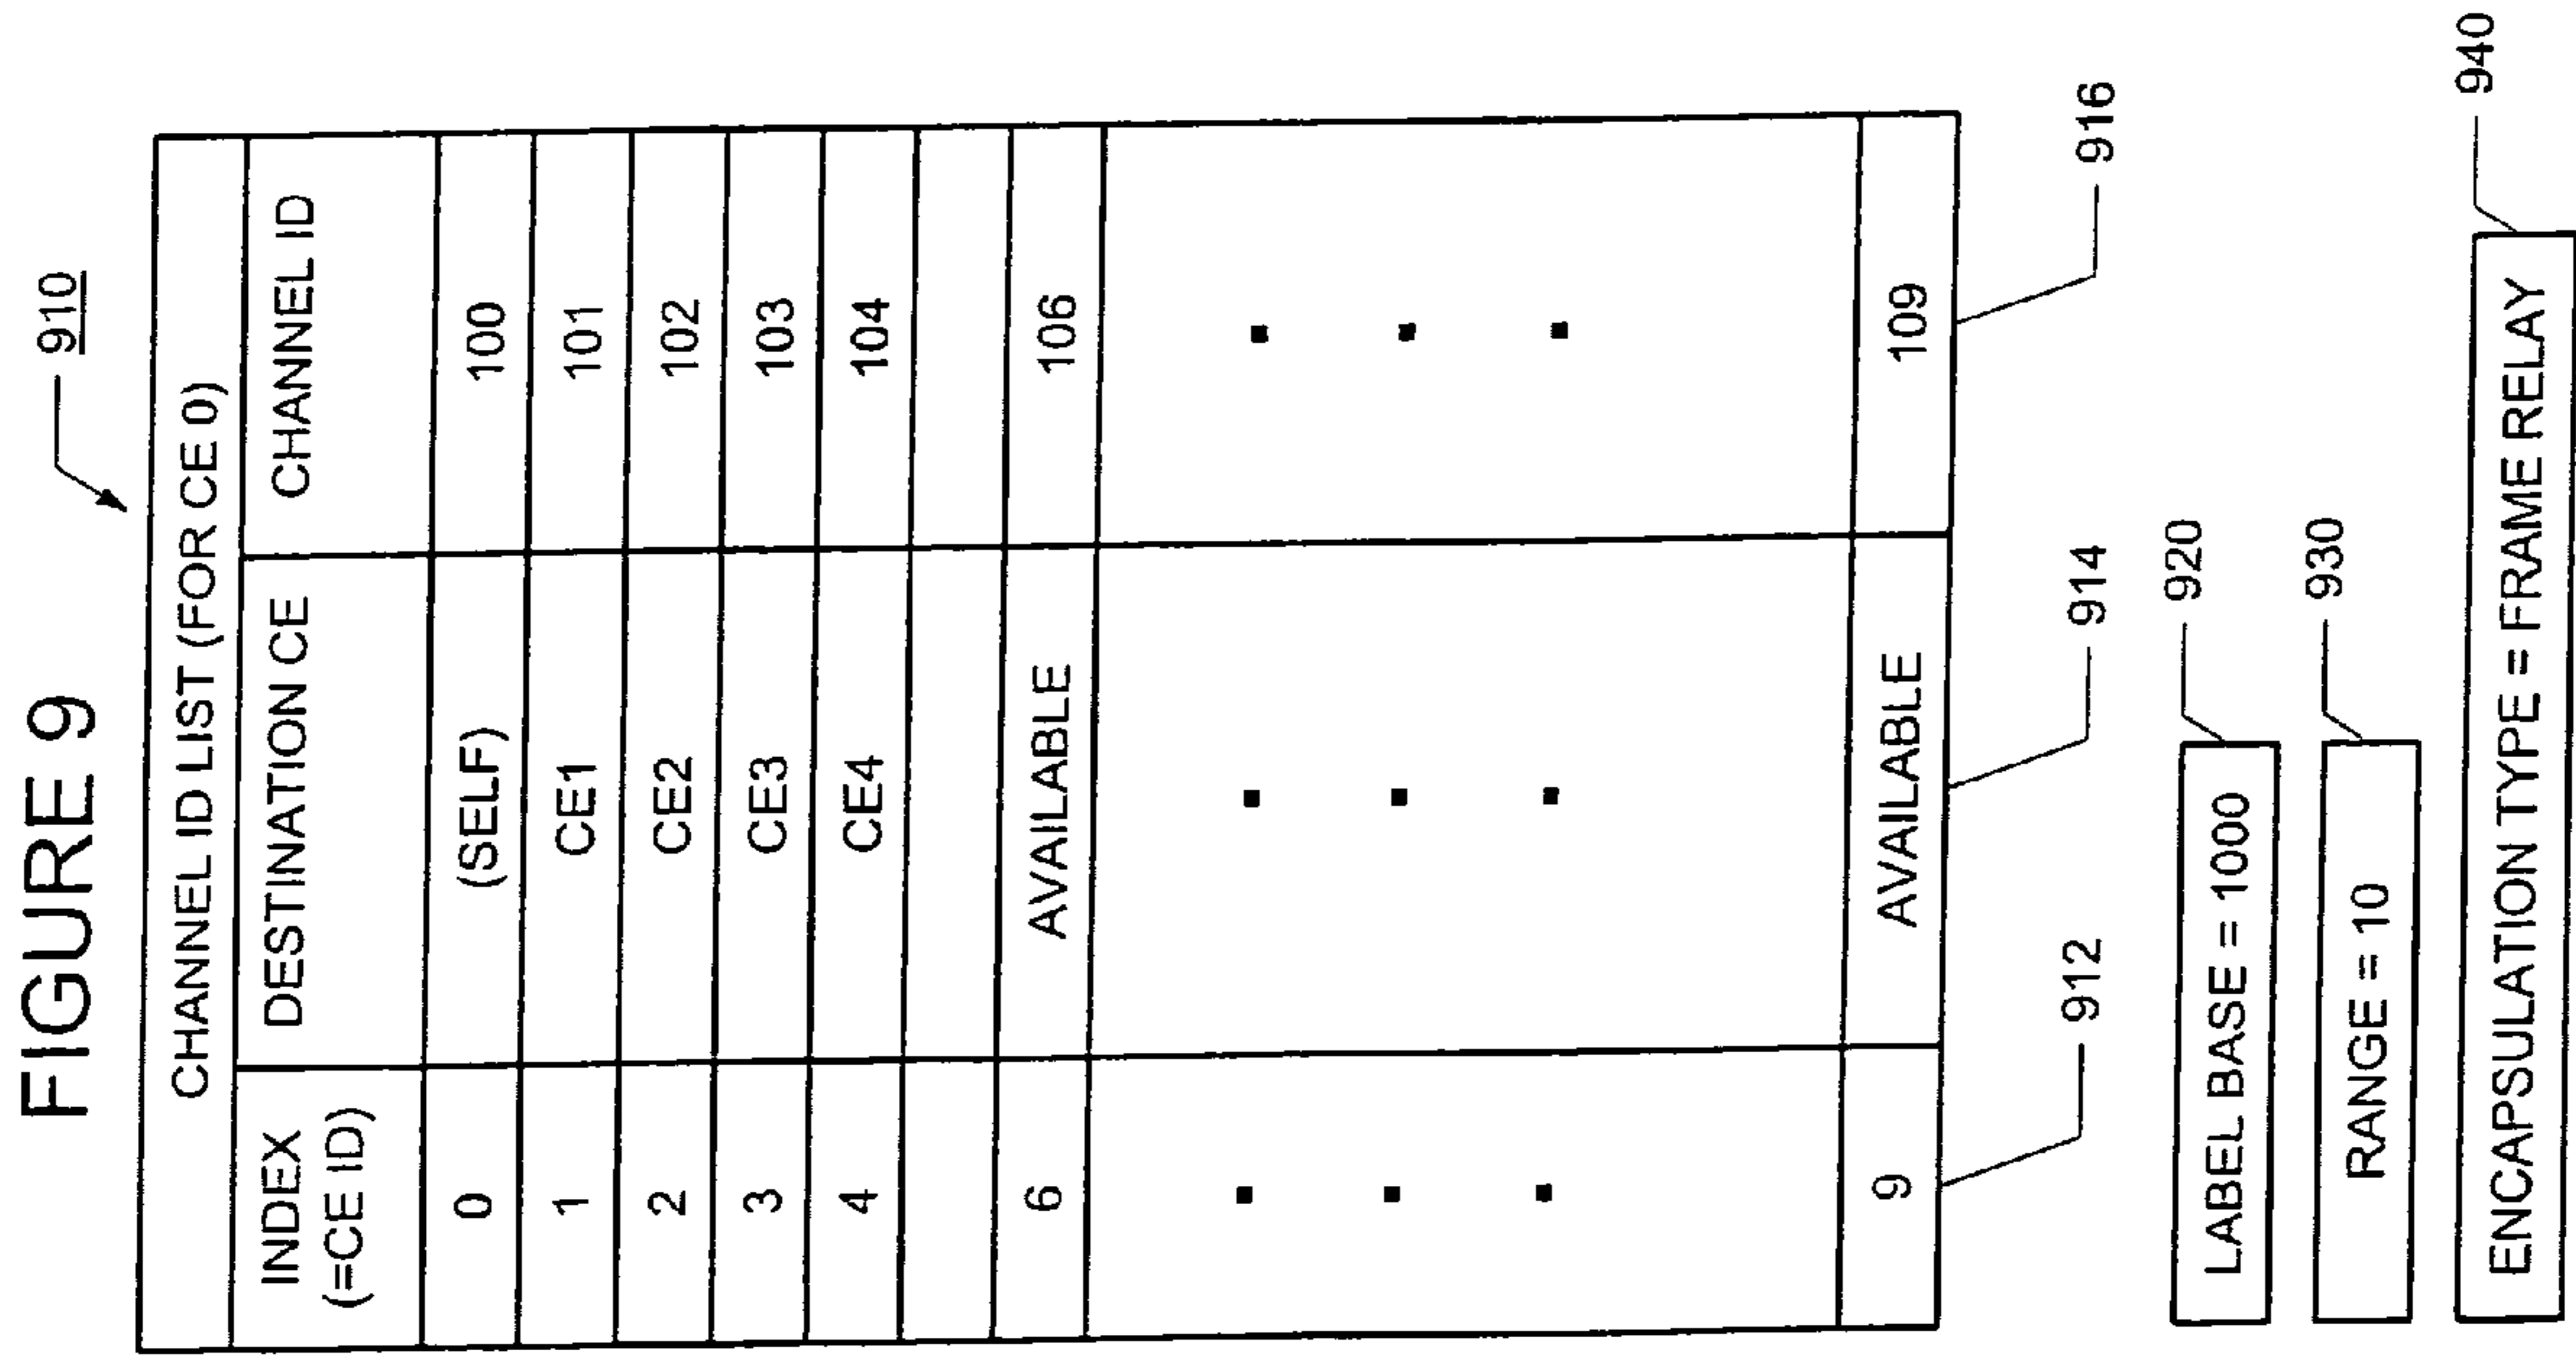 FIGURE 9
910
CHANNEL ID LIST (FOR CE 0)
INDEX (=CE ID) DESTINATION CE CHANNEL ID
0 (SELF) 100
1 CE1 101
2 CE2 102
3 CE3 103
4 CE4 104
6 AVAILABLE 106
9 AVAILABLE 109
912 914 916
LABEL BASE = 1000 920
RANGE = 10 930
ENCAPSULATION TYPE = FRAME RELAY 940